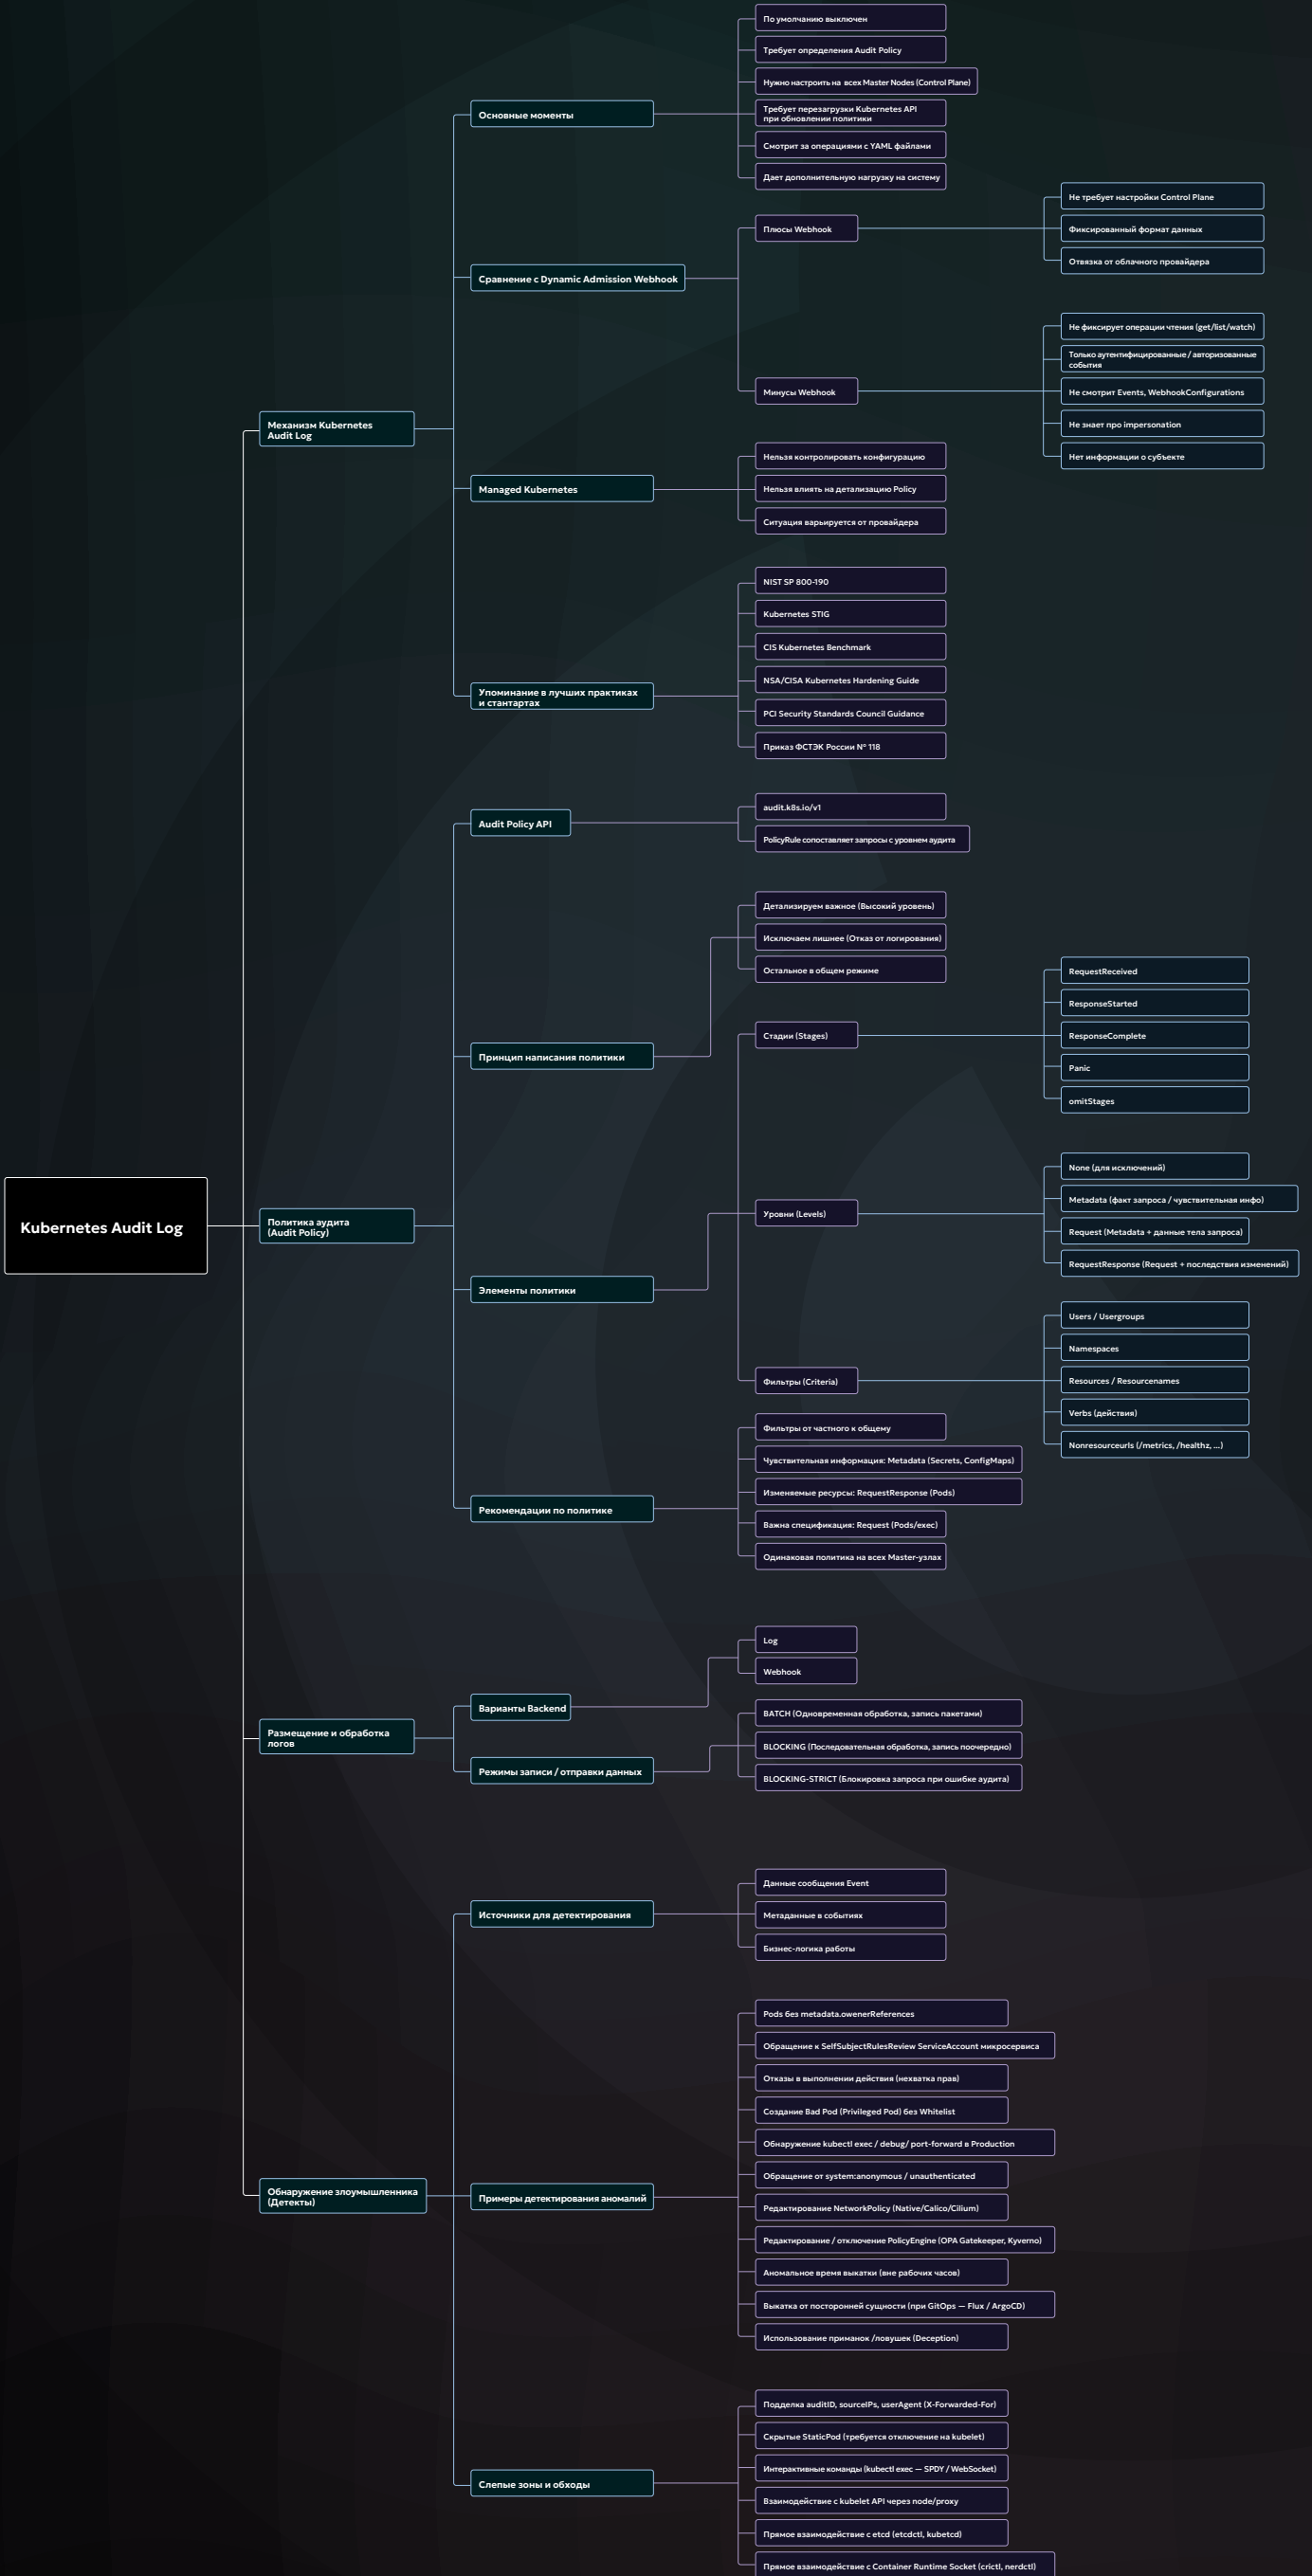 Kubernetes Audit Log
Механизм Kubernetes
Audit Log
Основные моменты
По умолчанию выключен
Требует определения Audit Policy
Нужно настроить на всех Master Nodes (Control Plane)
Требует перезагрузки Kubernetes API
при обновлении политики
Смотрит за операциями с YAML файлами
Дает дополнительную нагрузку на систему
Сравнение с Dynamic Admission Webhook
Плюсы Webhook
Не требует настройки Control Plane
Фиксированный формат данных
Отвязка от облачного провайдера
Минусы Webhook
Не фиксирует операции чтения (get/list/watch)
Только аутентифицированные / авторизованные
события
Не смотрит Events, WebhookConfigurations
Не знает про impersonation
Нет информации о субъекте
Managed Kubernetes
Нельзя контролировать конфигурацию
Нельзя влиять на детализацию Policy
Ситуация варьируется от провайдера
Упоминание в лучших практиках
и стантартах
NIST SP 800-190
Kubernetes STIG
CIS Kubernetes Benchmark
NSA/CISA Kubernetes Hardening Guide
PCI Security Standards Council Guidance
Приказ ФСТЭК России № 118
Политика аудита
(Audit Policy)
Audit Policy API
audit.k8s.io/v1
PolicyRule сопоставляет запросы с уровнем аудита
Принцип написания политики
Детализируем важное (Высокий уровень)
Исключаем лишнее (Отказ от логирования)
Остальное в общем режиме
Элементы политики
Стадии (Stages)
RequestReceived
ResponseStarted
ResponseComplete
Panic
omitStages
Уровни (Levels)
None (для исключений)
Metadata (факт запроса / чувствительная инфо)
Request (Metadata + данные тела запроса)
RequestResponse (Request + последствия изменений)
Фильтры (Criteria)
Users / Usergroups
Namespaces
Resources / Resourcenames
Verbs (действия)
Nonresourceurls (/metrics, /healthz, ...)
Рекомендации по политике
Фильтры от частного к общему
Чувствительная информация: Metadata (Secrets, ConfigMaps)
Изменяемые ресурсы: RequestResponse (Pods)
Важна спецификация: Request (Pods/exec)
Одинаковая политика на всех Master-узлах
Размещение и обработка
логов
Варианты Backend
Log
Webhook
Режимы записи / отправки данных
BATCH (Одновременная обработка, запись пакетами)
BLOCKING (Последовательная обработка, запись поочередно)
BLOCKING-STRICT (Блокировка запроса при ошибке аудита)
Обнаружение злоумышленника
(Детекты)
Источники для детектирования
Данные сообщения Event
Метаданные в событиях
Бизнес-логика работы
Примеры детектирования аномалий
Pods без metadata.owenerReferences
Обращение к SelfSubjectRulesReview ServiceAccount микросервиса
Отказы в выполнении действия (нехватка прав)
Создание Bad Pod (Privileged Pod) без Whitelist
Обнаружение kubectl exec / debug/ port-forward в Production
Обращение от system:anonymous / unauthenticated
Редактирование NetworkPolicy (Native/Calico/Cilium)
Редактирование / отключение PolicyEngine (OPA Gatekeeper, Kyverno)
Аномальное время выкатки (вне рабочих часов)
Выкатка от посторонней сущности (при GitOps — Flux / ArgoCD)
Использование приманок /ловушек (Deception)
Слепые зоны и обходы
Подделка auditID, sourceIPs, userAgent (X-Forwarded-For)
Скрытые StaticPod (требуется отключение на kubelet)
Интерактивные команды (kubectl exec — SPDY / WebSocket)
Взаимодействие с kubelet API через node/proxy
Прямое взаимодействие с etcd (etcdctl, kubetcd)
Прямое взаимодействие с Container Runtime Socket (crictl, nerdctl)